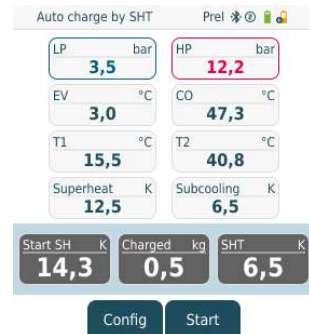 Auto charge by SHT Prel
LP bar HP bar
3,5 12,2
EV °C CO °C
3,0 47,3
T1 °C T2 °C
15,5 40,8
Superheat K Subcooling K
12,5 6,5
Start SH K Charged kg SHT K
14,3 0,5 6,5
Config Start